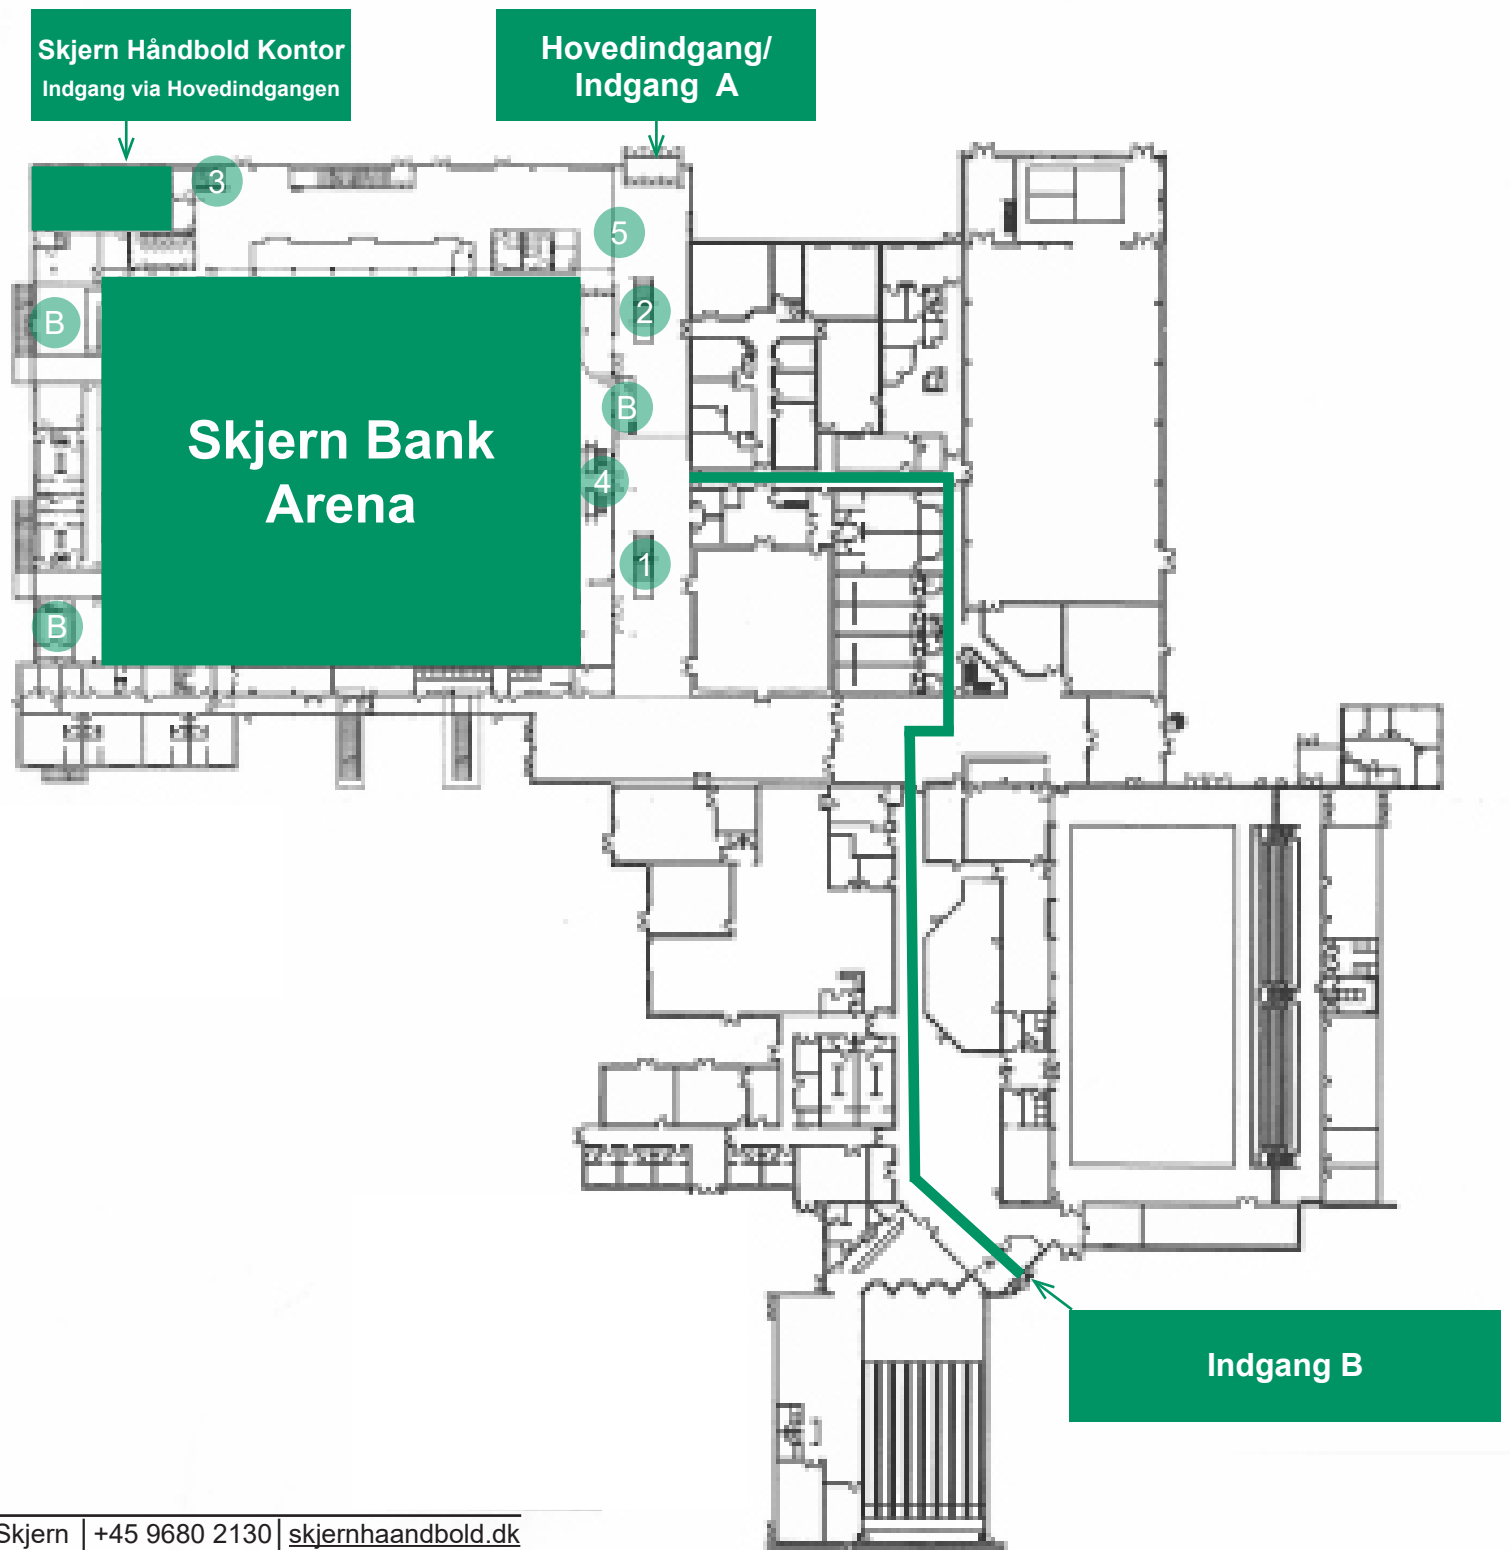 Skjern Håndbold Kontor
Indgang via Hovedindgangen
Hovedindgang/
Indgang A
3
5
2
B
B
Skjern Bank
Arena
4
1
B
Indgang B
Skjern | +45 9680 2130 | skjernhaandbold.dk